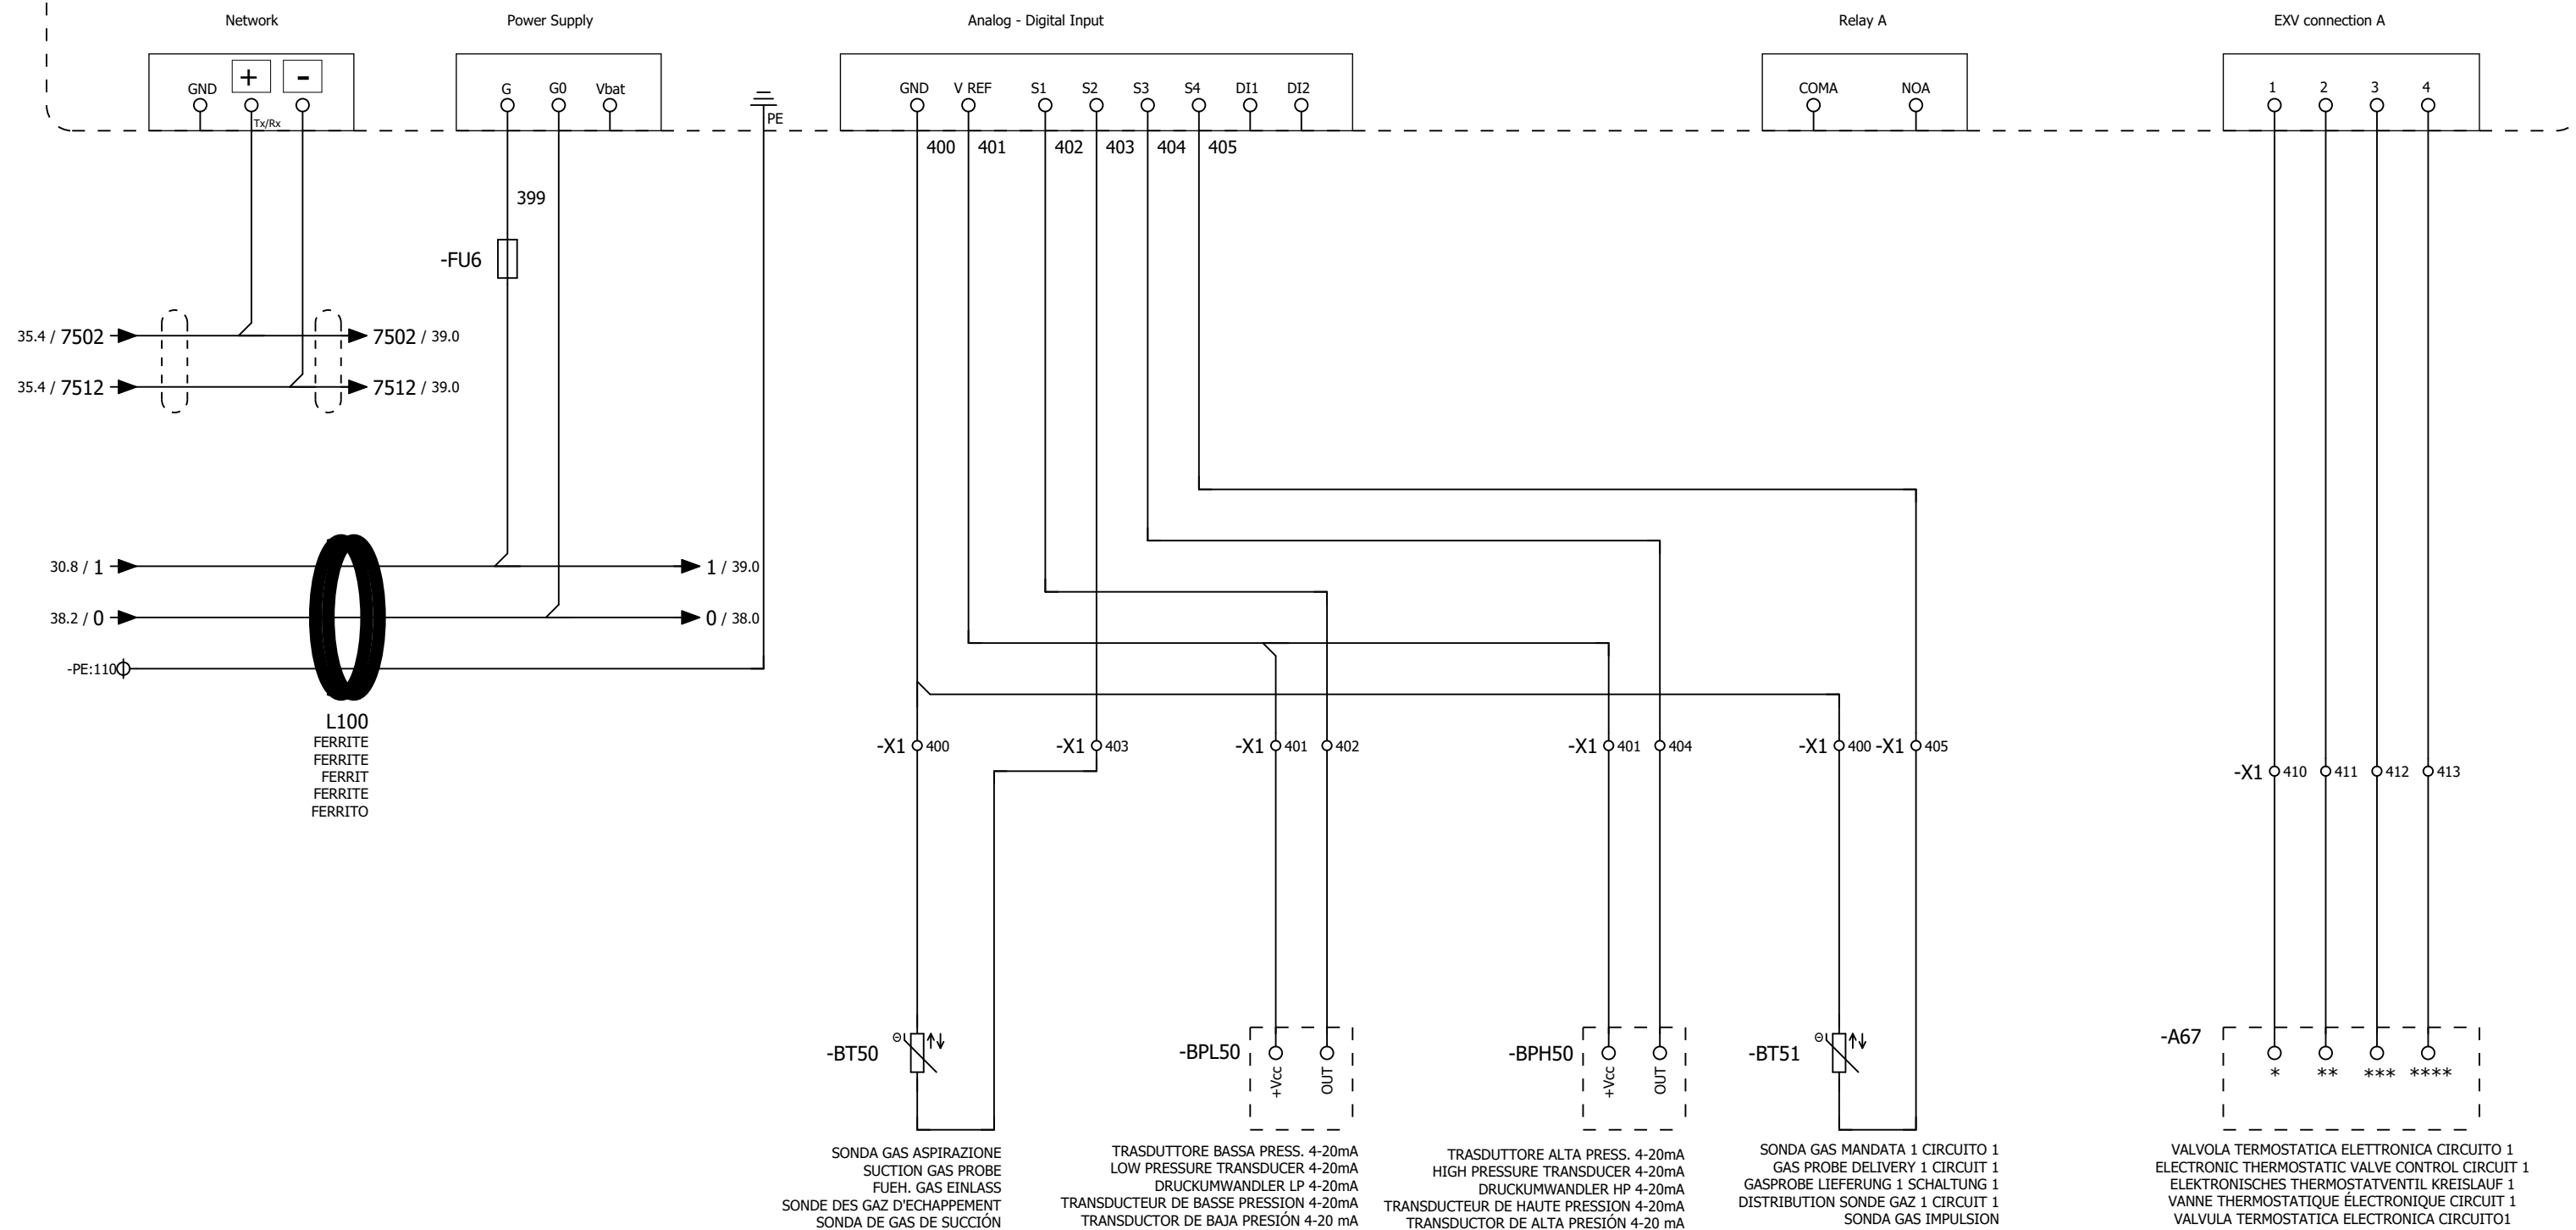 Network
Power Supply
Analog - Digital Input
Relay A
EXV connection A
GND + -
Tx/Rx
G G0 Vbat
PE
GND V REF S1 S2 S3 S4 DI1 DI2
COMA NOA
1 2 3 4
400 401 402 403 404 405
399
-FU6
35.4 / 7502
7502 / 39.0
35.4 / 7512
7512 / 39.0
30.8 / 1
1 / 39.0
38.2 / 0
0 / 38.0
-PE:110
L100
FERRITE
FERRITE
FERRIT
FERRITE
FERRITO
-X1 400
-X1 403
-X1 401 402
-X1 401 404
-X1 400 -X1 405
-X1 410 411 412 413
-BT50
-BPL50
+Vcc
OUT
-BPH50
+Vcc
OUT
-BT51
-A67
* ** *** ****
SONDA GAS ASPIRAZIONE
SUCTION GAS PROBE
FUEH. GAS EINLASS
SONDE DES GAZ D'ECHAPPEMENT
SONDA DE GAS DE SUCCIÓN
TRASDUTTORE BASSA PRESS. 4-20mA
LOW PRESSURE TRANSDUCER 4-20mA
DRUCKUMWANDLER LP 4-20mA
TRANSDUCTEUR DE BASSE PRESSION 4-20mA
TRANSDUCTOR DE BAJA PRESIÓN 4-20 mA
TRASDUTTORE ALTA PRESS. 4-20mA
HIGH PRESSURE TRANSDUCER 4-20mA
DRUCKUMWANDLER HP 4-20mA
TRANSDUCTEUR DE HAUTE PRESSION 4-20mA
TRANSDUCTOR DE ALTA PRESIÓN 4-20 mA
SONDA GAS MANDATA 1 CIRCUITO 1
GAS PROBE DELIVERY 1 CIRCUIT 1
GASPROBE LIEFERUNG 1 SCHALTUNG 1
DISTRIBUTION SONDE GAZ 1 CIRCUIT 1
SONDA GAS IMPULSION
VALVOLA TERMOSTATICA ELETTRONICA CIRCUITO 1
ELECTRONIC THERMOSTATIC VALVE CONTROL CIRCUIT 1
ELEKTRONISCHES THERMOSTATVENTIL KREISLAUF 1
VANNE THERMOSTATIQUE ÉLECTRONIQUE CIRCUIT 1
VALVULA TERMOSTATICA ELECTRONICA CIRCUITO1